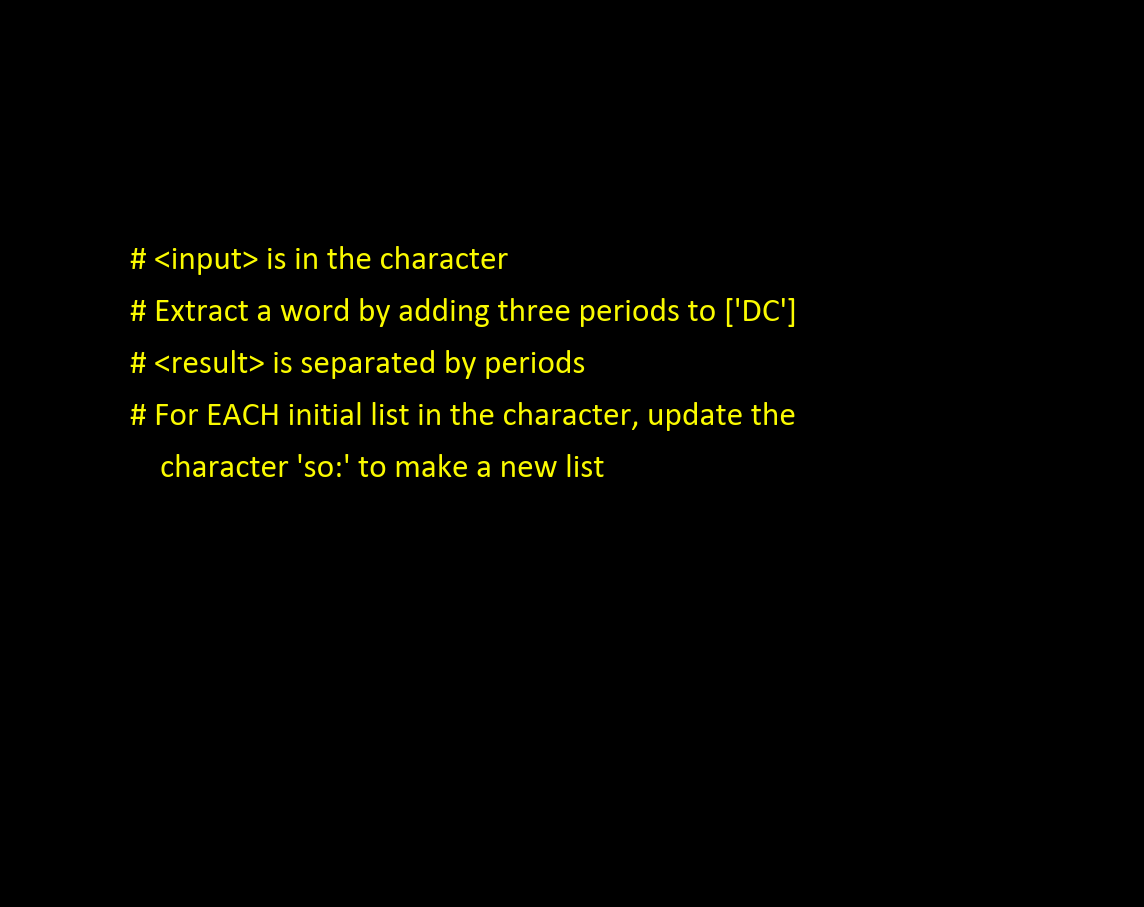 # <input> is in the character
# Extract a word by adding three periods to ['DC']
# <result> is separated by periods
# For EACH initial list in the character, update the
character 'so:' to make a new list